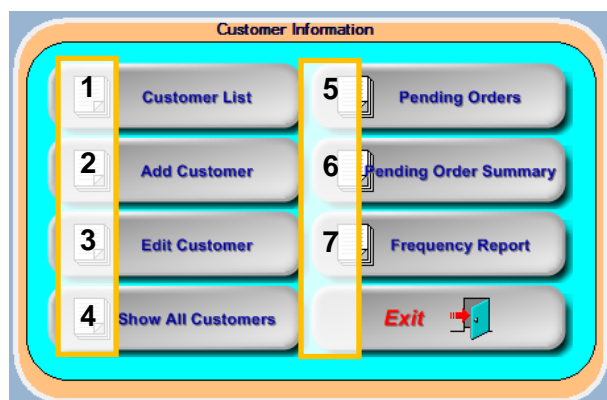 Customer Information
1 Customer List
2 Add Customer
3 Edit Customer
4 Show All Customers
5 Pending Orders
6 Pending Order Summary
7 Frequency Report
Exit